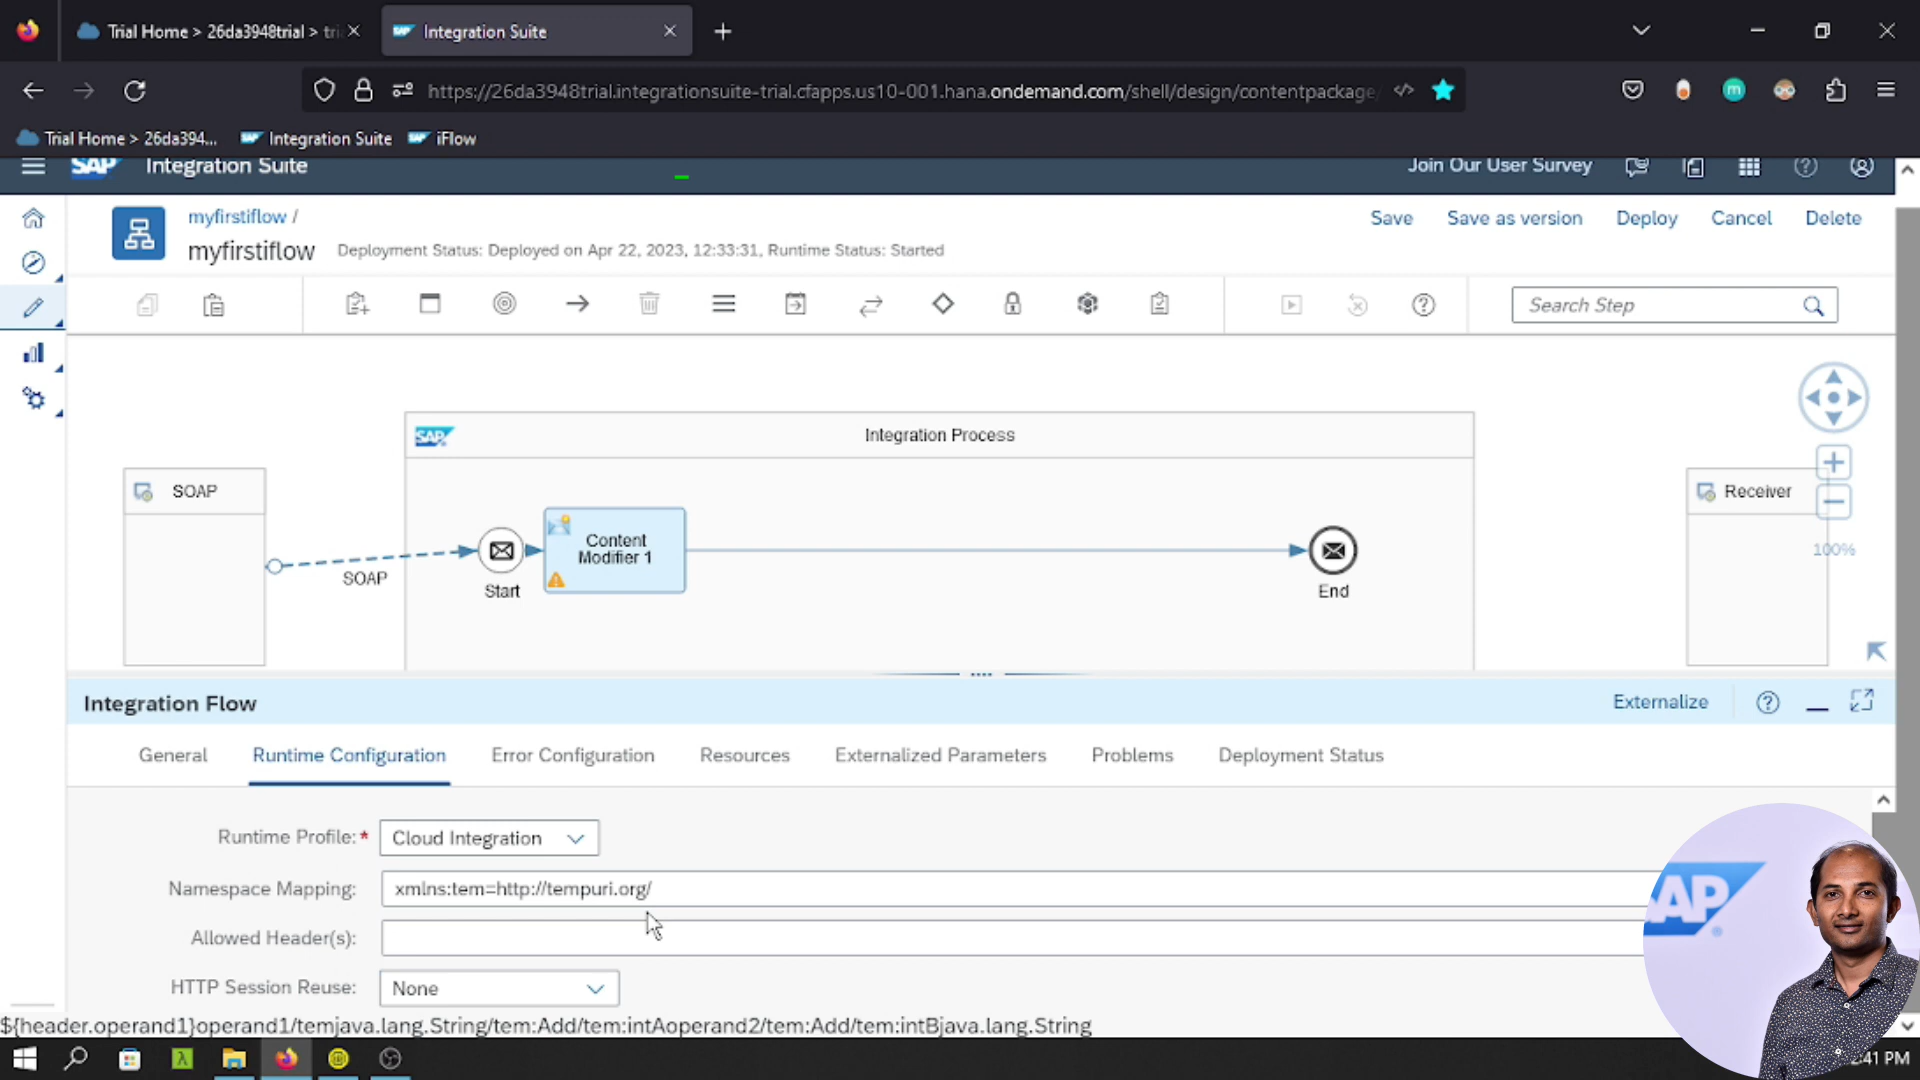 Trial Home > 26da3948trial > tri
Integration Suite
https://26da3948trial.integrationsuite-trial.cfapps.us10-001.hana.ondemand.com/shell/design/contentpackage
Trial Home > 26da394...
Integration Suite
iFlow
SAP
Integration Suite
Join Our User Survey
myfirstiflow /
myfirstiflow
Deployment Status: Deployed on Apr 22, 2023, 12:33:31, Runtime Status: Started
Save
Save as version
Deploy
Cancel
Delete
Search Step
SAP
Integration Process
SOAP
Receiver
Content
Modifier 1
100%
SOAP
Start
End
Integration Flow
Externalize
General
Runtime Configuration
Error Configuration
Resources
Externalized Parameters
Problems
Deployment Status
Runtime Profile:*
Cloud Integration
Namespace Mapping:
xmlns:tem=http://tempuri.org/
SAP
Allowed Header(s):
HTTP Session Reuse:
None
${header.operand1}operand1/temjava.lang.String/tem:Add/tem:intAoperand2/tem:Add/tem:intBjava.lang.String
:41 PM